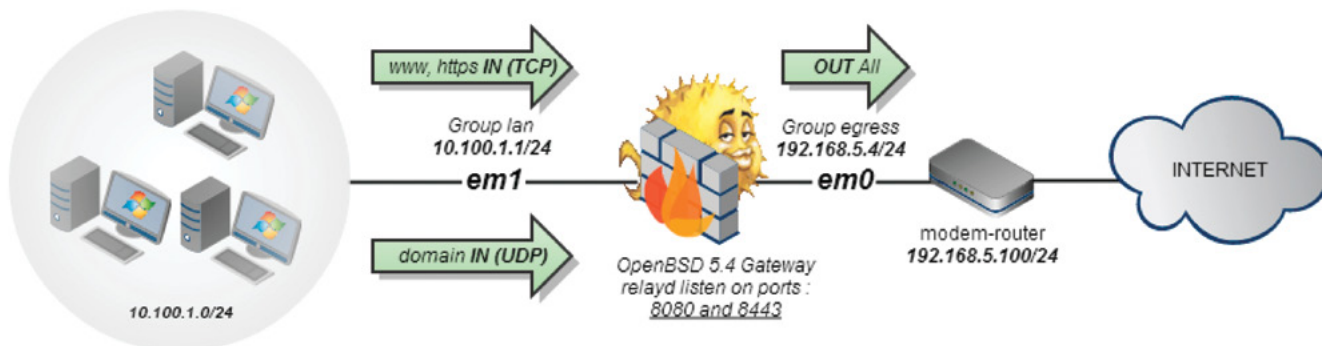 www, https IN (TCP)
OUT All
Group lan
10.100.1.1/24
em1
Group egress
192.168.5.4/24
em0
INTERNET
modem-router
192.168.5.100/24
domain IN (UDP)
OpenBSD 5.4 Gateway
relayd listen on ports :
8080 and 8443
10.100.1.0/24